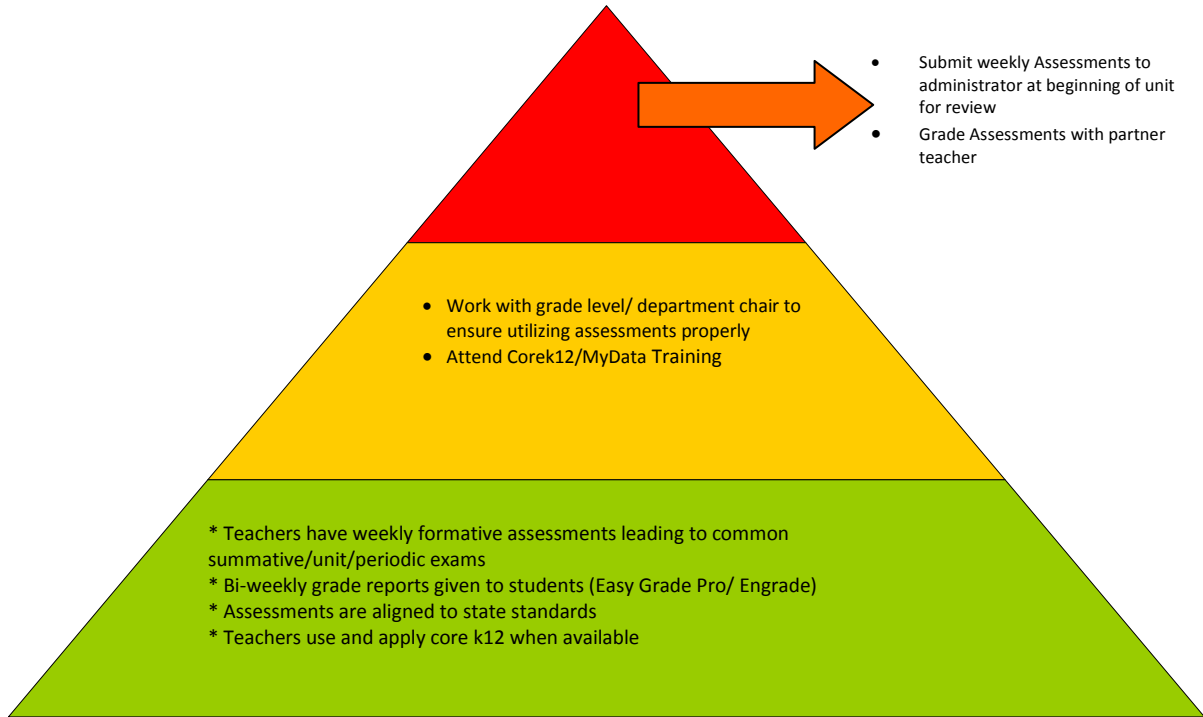 • Submit weekly Assessments to
administrator at beginning of unit
for review
• Grade Assessments with partner
teacher
• Work with grade level/ department chair to
ensure utilizing assessments properly
• Attend Corek12/MyData Training
* Teachers have weekly formative assessments leading to common
summative/unit/periodic exams
* Bi-weekly grade reports given to students (Easy Grade Pro/ Engrade)
* Assessments are aligned to state standards
* Teachers use and apply core k12 when available